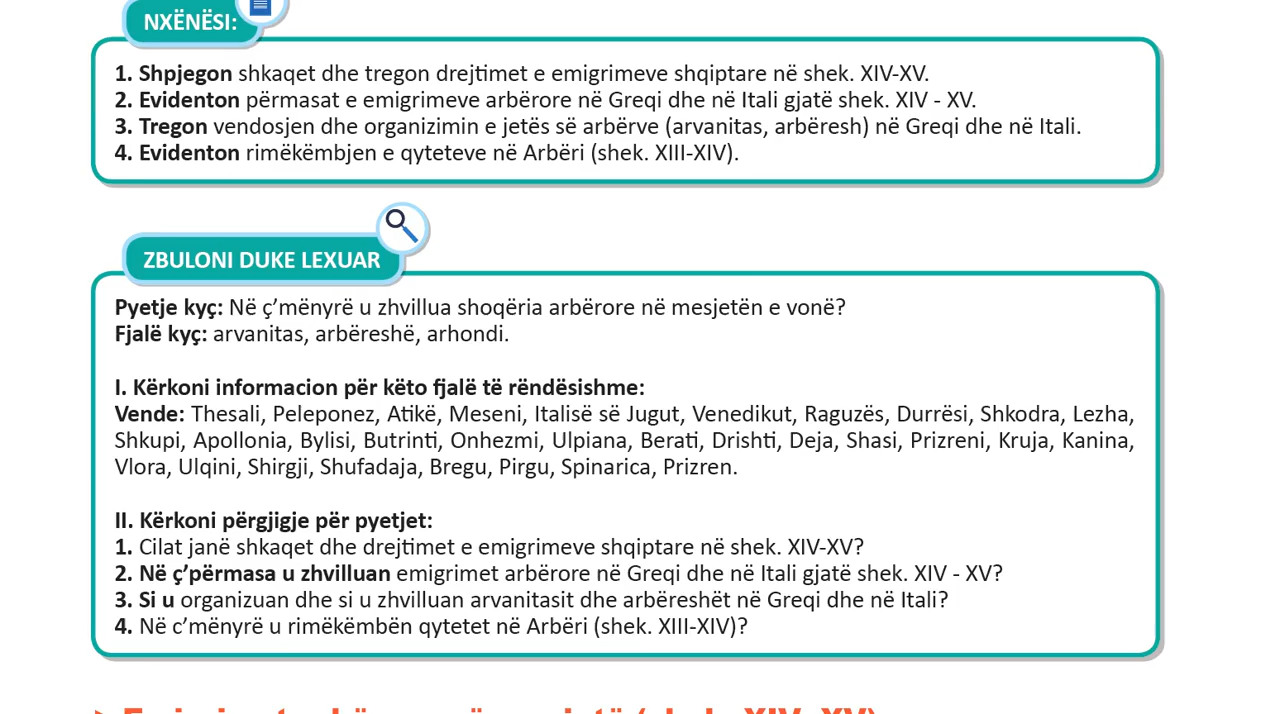 NXËNËSI:
1. Shpjegon shkaqet dhe tregon drejtimet e emigrimeve shqiptare në shek. XIV-XV.
2. Evidenton përmasat e emigrimeve arbërore në Greqi dhe në Itali gjatë shek. XIV - XV.
3. Tregon vendosjen dhe organizimin e jetës së arbërve (arvanitas, arbëresh) në Greqi dhe në Itali.
4. Evidenton rimëkëmbjen e qyteteve në Arbëri (shek. XIII-XIV).
ZBULONI DUKE LEXUAR
Pyetje kyç: Në ç’mënyrë u zhvillua shoqëria arbërore në mesjetën e vonë?
Fjalë kyç: arvanitas, arbëreshë, arhondi.
I. Kërkoni informacion për këto fjalë të rëndësishme:
Vende: Thesali, Peleponez, Atikë, Meseni, Italisë së Jugut, Venedikut, Raguzës, Durrësi, Shkodra, Lezha,
Shkupi, Apollonia, Bylisi, Butrinti, Onhezmi, Ulpiana, Berati, Drishti, Deja, Shasi, Prizreni, Kruja, Kanina,
Vlora, Ulqini, Shirgji, Shufadaja, Bregu, Pirgu, Spinarica, Prizren.
II. Kërkoni përgjigje për pyetjet:
1. Cilat janë shkaqet dhe drejtimet e emigrimeve shqiptare në shek. XIV-XV?
2. Në ç’përmasa u zhvilluan emigrimet arbërore në Greqi dhe në Itali gjatë shek. XIV - XV?
3. Si u organizuan dhe si u zhvilluan arvanitasit dhe arbëreshët në Greqi dhe në Itali?
4. Në c’mënyrë u rimëkëmbën qytetet në Arbëri (shek. XIII-XIV)?